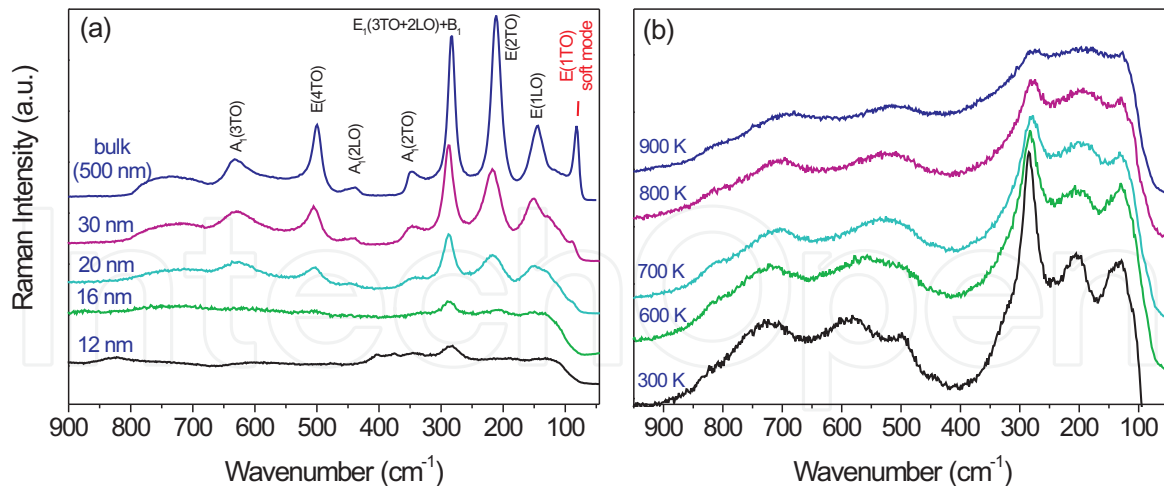 (a)
Raman Intensity (a.u.)
A₁(3TO)
E(4TO)
A₁(2LO)
A₁(2TO)
E₁(3TO+2LO)+B₁
E(2TO)
E(1LO)
E(1TO)
soft mode
bulk
(500 nm)
30 nm
20 nm
16 nm
12 nm
900 800 700 600 500 400 300 200 100
Wavenumber (cm⁻¹)
(b)
900 K
800 K
700 K
600 K
300 K
900 800 700 600 500 400 300 200 100
Wavenumber (cm⁻¹)
IntechOpen